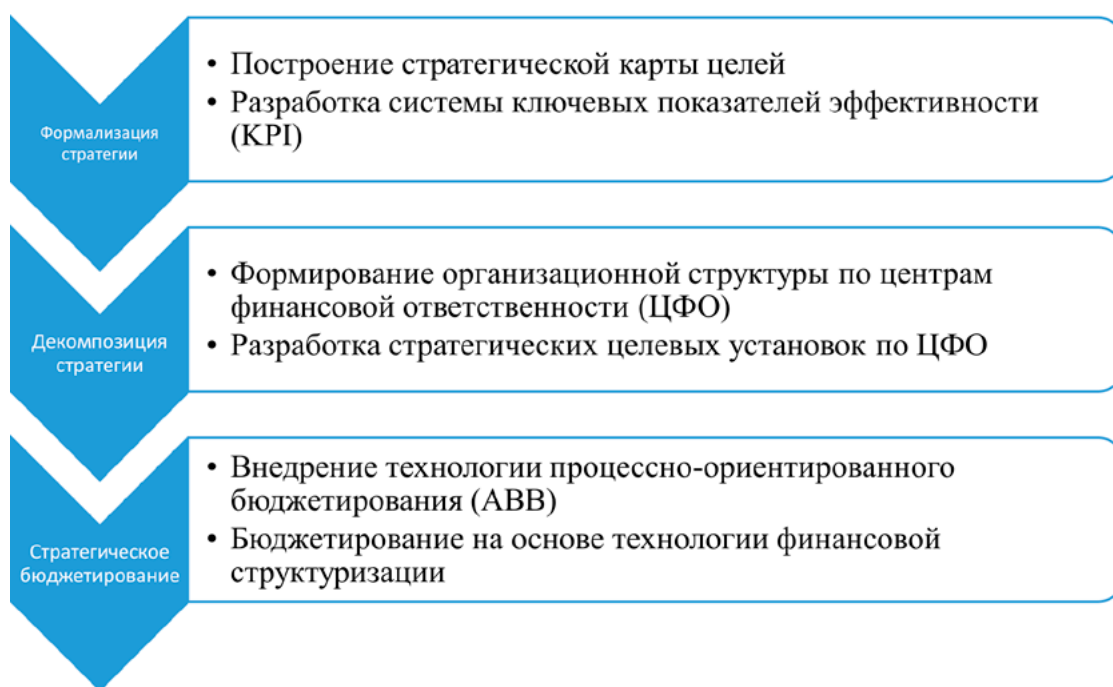 Формализация
стратегии
• Построение стратегической карты целей
• Разработка системы ключевых показателей эффективности
(KPI)
Декомпозиция
стратегии
• Формирование организационной структуры по центрам
финансовой ответственности (ЦФО)
• Разработка стратегических целевых установок по ЦФО
Стратегическое
бюджетирование
• Внедрение технологии процессно-ориентированного
бюджетирования (ABB)
• Бюджетирование на основе технологии финансовой
структуризации